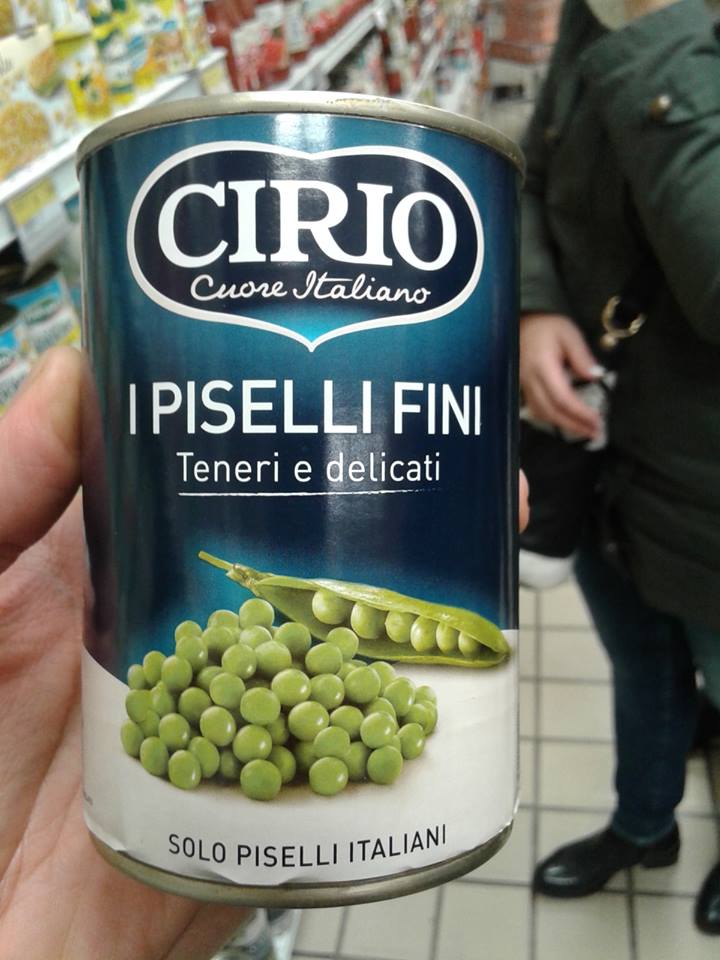 CIRIO
Cuore Italiano
I PISELLI FINI
Teneri e delicati
SOLO PISELLI ITALIANI